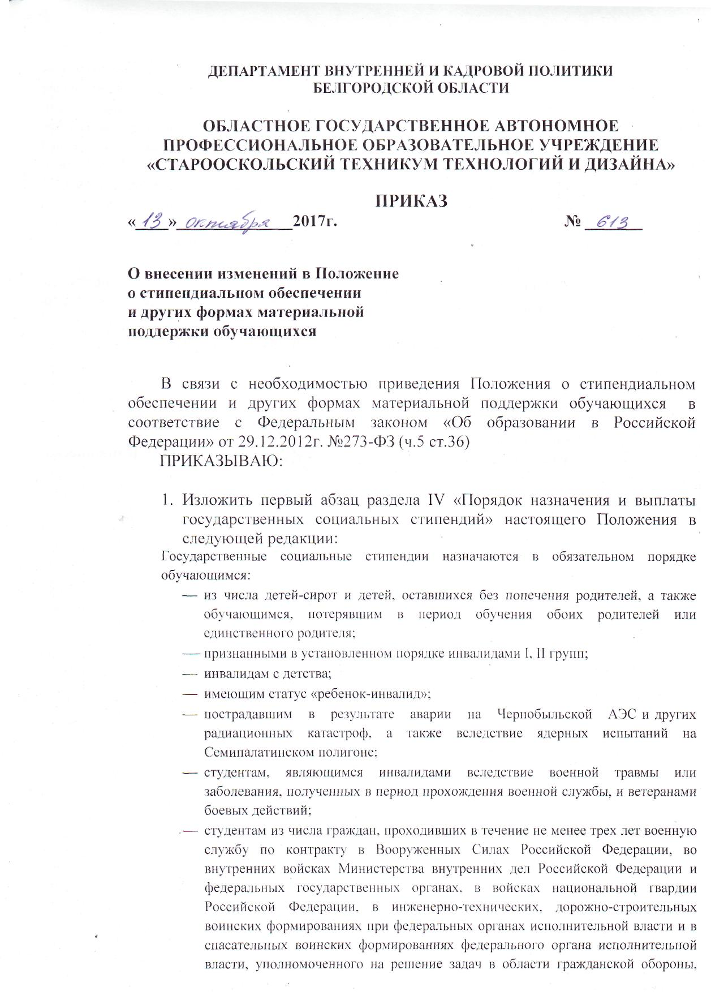 ДЕПАРТАМЕНТ ВНУТРЕННЕЙ И КАДРОВОЙ ПОЛИТИКИ
БЕЛГОРОДСКОЙ ОБЛАСТИ
ОБЛАСТНОЕ ГОСУДАРСТВЕННОЕ АВТОНОМНОЕ
ПРОФЕССИОНАЛЬНОЕ ОБРАЗОВАТЕЛЬНОЕ УЧРЕЖДЕНИЕ
«СТАРООСКОЛЬСКИЙ ТЕХНИКУМ ТЕХНОЛОГИЙ И ДИЗАЙНА»
ПРИКАЗ
«13» октября 2017г. № 613
О внесении изменений в Положение
о стипендиальном обеспечении
и других формах материальной
поддержки обучающихся
В связи с необходимостью приведения Положения о стипендиальном
обеспечении и других формах материальной поддержки обучающихся в
соответствие с Федеральным законом «Об образовании в Российской
Федерации» от 29.12.2012г. №273-ФЗ (ч.5 ст.36)
ПРИКАЗЫВАЮ:
1. Изложить первый абзац раздела IV «Порядок назначения и выплаты
государственных социальных стипендий» настоящего Положения в
следующей редакции:
Государственные социальные стипендии назначаются в обязательном порядке
обучающимся:
— из числа детей-сирот и детей, оставшихся без попечения родителей, а также
обучающимся, потерявшим в период обучения обоих родителей или
единственного родителя;
— признанными в установленном порядке инвалидами I, II групп;
— инвалидам с детства;
— имеющим статус «ребенок-инвалид»;
— пострадавшим в результате аварии на Чернобыльской АЭС и других
радиационных катастроф, а также вследствие ядерных испытаний на
Семипалатинском полигоне;
— студентам, являющимся инвалидами вследствие военной травмы или
заболевания, полученных в период прохождения военной службы, и ветеранами
боевых действий;
— студентам из числа граждан, проходивших в течение не менее трех лет военную
службу по контракту в Вооруженных Силах Российской Федерации, во
внутренних войсках Министерства внутренних дел Российской Федерации и
федеральных государственных органах, в войсках национальной гвардии
Российской Федерации, в инженерно-технических, дорожно-строительных
воинских формированиях при федеральных органах исполнительной власти и в
спасательных воинских формированиях федерального органа исполнительной
власти, уполномоченного на решение задач в области гражданской обороны,